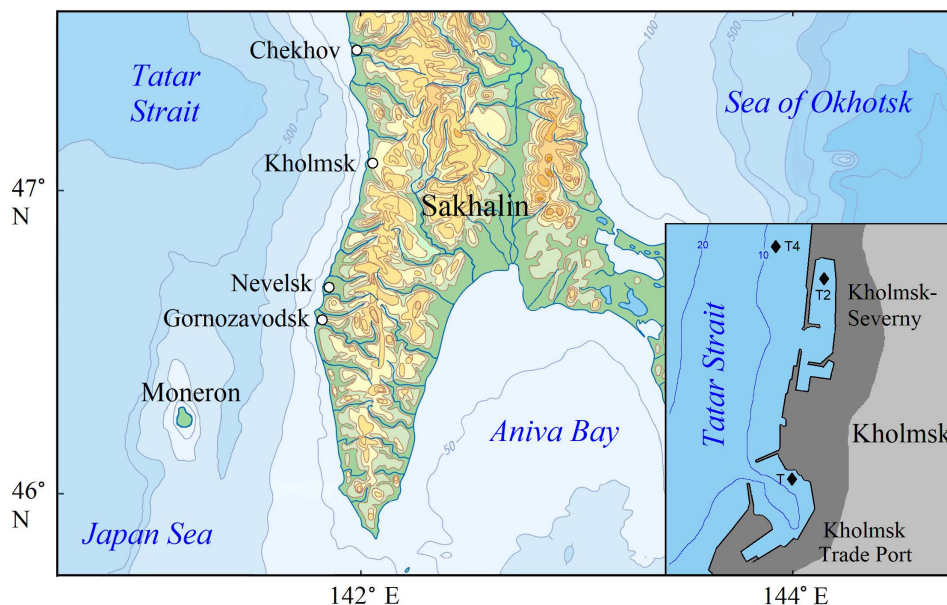 Chekhov
Tatar
Strait
500
100
500
Sea of Okhotsk
Kholmsk
47°
N
Sakhalin
20
10
T4
T2
Kholmsk-
Severny
Nevelsk
Gornozavodsk
Tatar Strait
Moneron
Aniva Bay
50
Kholmsk
T
46°
N
Japan Sea
Kholmsk
Trade Port
142° E
144° E